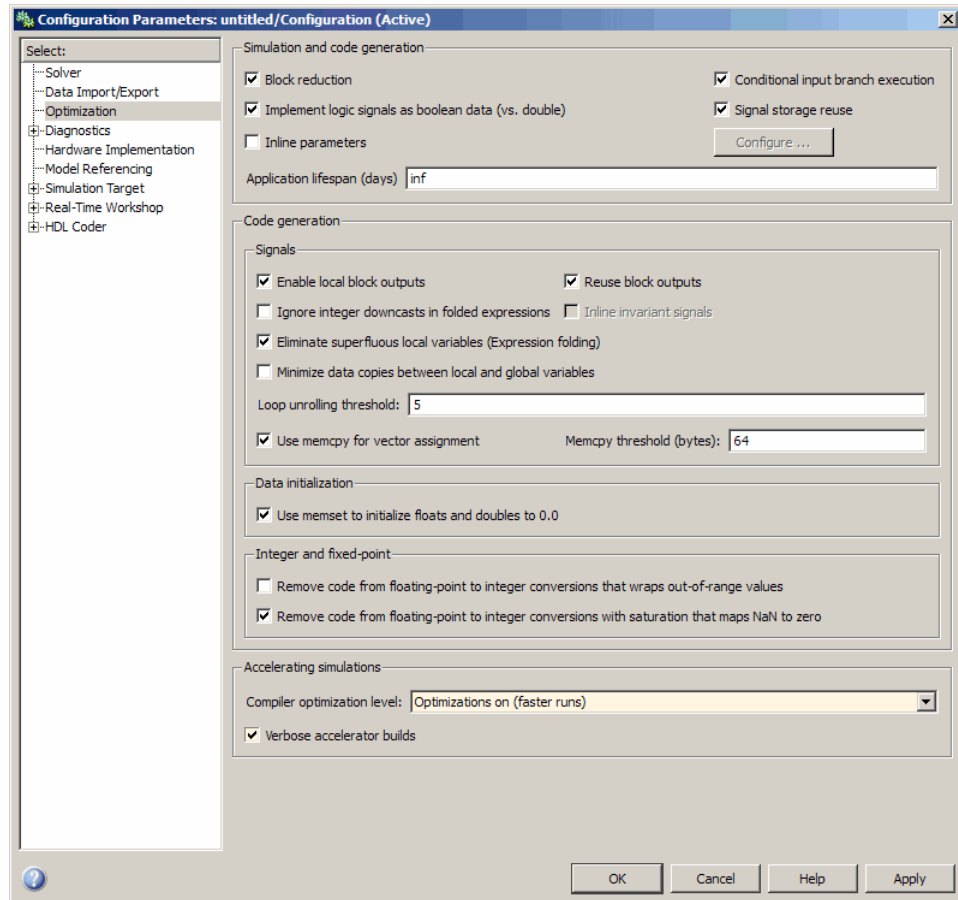 Configuration Parameters: untitled/Configuration (Active)
Select:
Solver
Data Import/Export
Optimization
Diagnostics
Hardware Implementation
Model Referencing
Simulation Target
Real-Time Workshop
HDL Coder
Simulation and code generation
Block reduction
Conditional input branch execution
Implement logic signals as boolean data (vs. double)
Signal storage reuse
Inline parameters
Configure ...
Application lifespan (days) inf
Code generation
Signals
Enable local block outputs
Reuse block outputs
Ignore integer downcasts in folded expressions
Inline invariant signals
Eliminate superfluous local variables (Expression folding)
Minimize data copies between local and global variables
Loop unrolling threshold: 5
Use memcpy for vector assignment
Memcpy threshold (bytes): 64
Data initialization
Use memset to initialize floats and doubles to 0.0
Integer and fixed-point
Remove code from floating-point to integer conversions that wraps out-of-range values
Remove code from floating-point to integer conversions with saturation that maps NaN to zero
Accelerating simulations
Compiler optimization level: Optimizations on (faster runs)
Verbose accelerator builds
OK
Cancel
Help
Apply